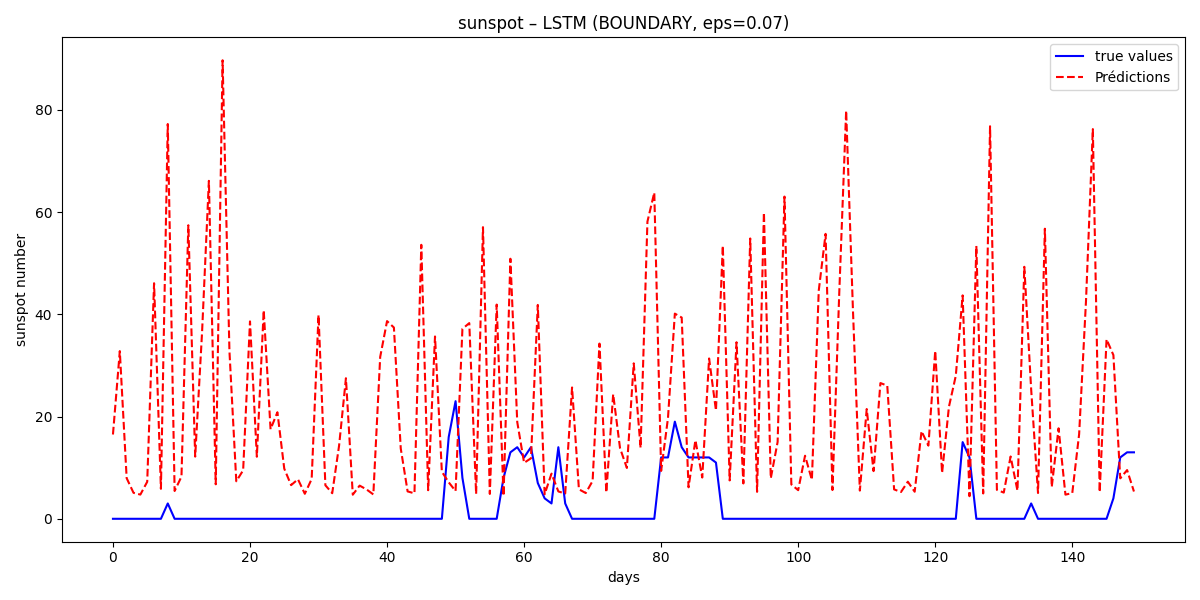 sunspot – LSTM (BOUNDARY, eps=0.07)
true values
Prédictions
sunspot number
80
60
40
20
0
0 20 40 60 80 100 120 140
days